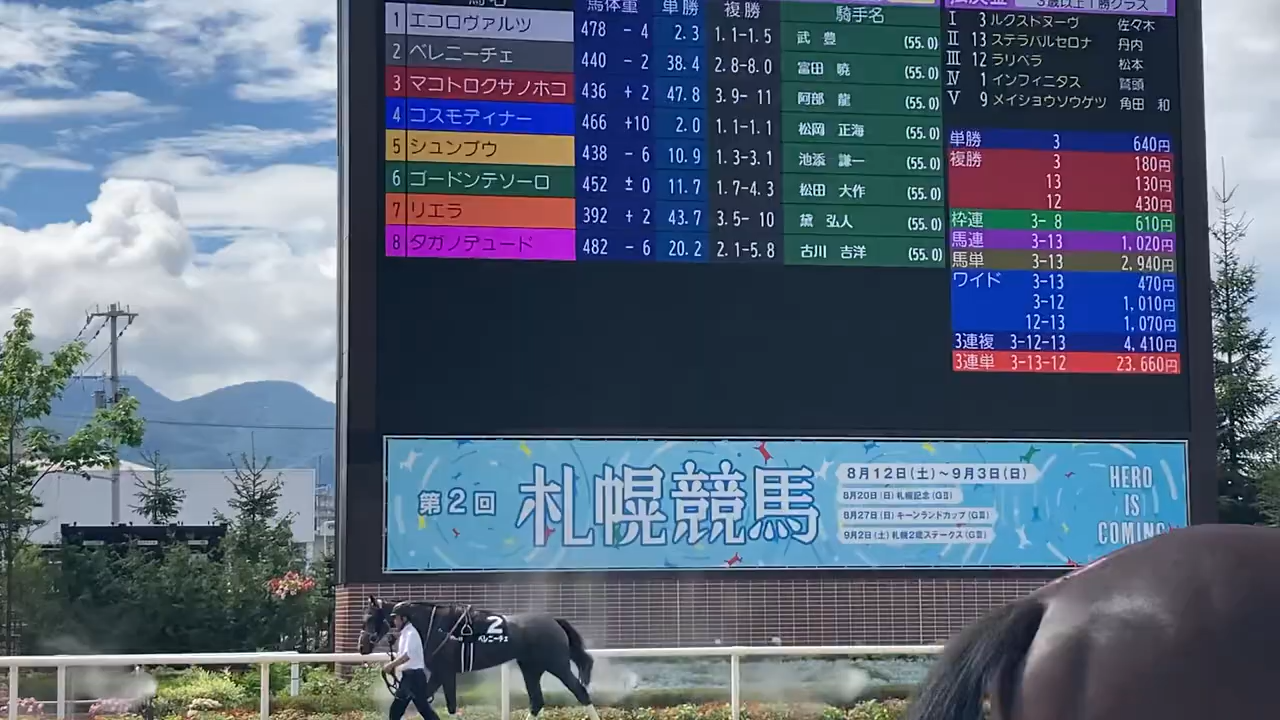 馬名 馬体重 単勝 複勝 騎手名
1 エコロヴァルツ 478 - 4 2.3 1.1-1.5 武 豊 (55.0)
2 ベレニーチェ 440 - 2 38.4 2.8-8.0 富田 暁 (55.0)
3 マコトロクサノホコ 436 + 2 47.8 3.9- 11 阿部 龍 (55.0)
4 コスモディナー 466 +10 2.0 1.1-1.1 松岡 正海 (55.0)
5 シュンプウ 438 - 6 10.9 1.3-3.1 池添 謙一 (55.0)
6 ゴードンテソーロ 452 ±0 11.7 1.7-4.3 松田 大作 (55.0)
7 リエラ 392 + 2 43.7 3.5- 10 黛 弘人 (55.0)
8 タガノデュード 482 - 6 20.2 2.1-5.8 古川 吉洋 (55.0)
払戻金 3歳以上1勝クラス
I 3 ルクストヌーヴ 佐々木
II 13 ステラバルセロナ 丹内
III 12 ラリベラ 松本
IV 1 インフィニタス 鷲頭
V 9 メイショウソウゲツ 角田 和
単勝 3 640円
複勝 3 180円
13 130円
12 430円
枠連 3- 8 610円
馬連 3-13 1,020円
馬単 3-13 2,940円
ワイド 3-13 470円
3-12 1,010円
12-13 1,070円
3連複 3-12-13 4,410円
3連単 3-13-12 23,660円
第2回 札幌競馬
8月12日(土)~9月3日(日)
8月20日(日) 札幌記念(GII)
8月27日(日) キーンランドカップ(GIII)
9月2日(土) 札幌2歳ステークス(GIII)
HERO
IS
COMING
2
ベレニーチェ